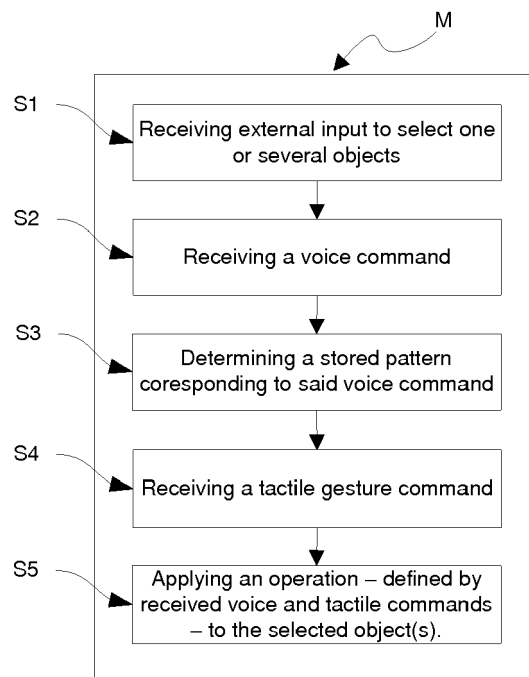 M
S1
Receiving external input to select one
or several objects
S2
Receiving a voice command
S3
Determining a stored pattern
coresponding to said voice command
S4
Receiving a tactile gesture command
S5
Applying an operation – defined by
received voice and tactile commands
– to the selected object(s).